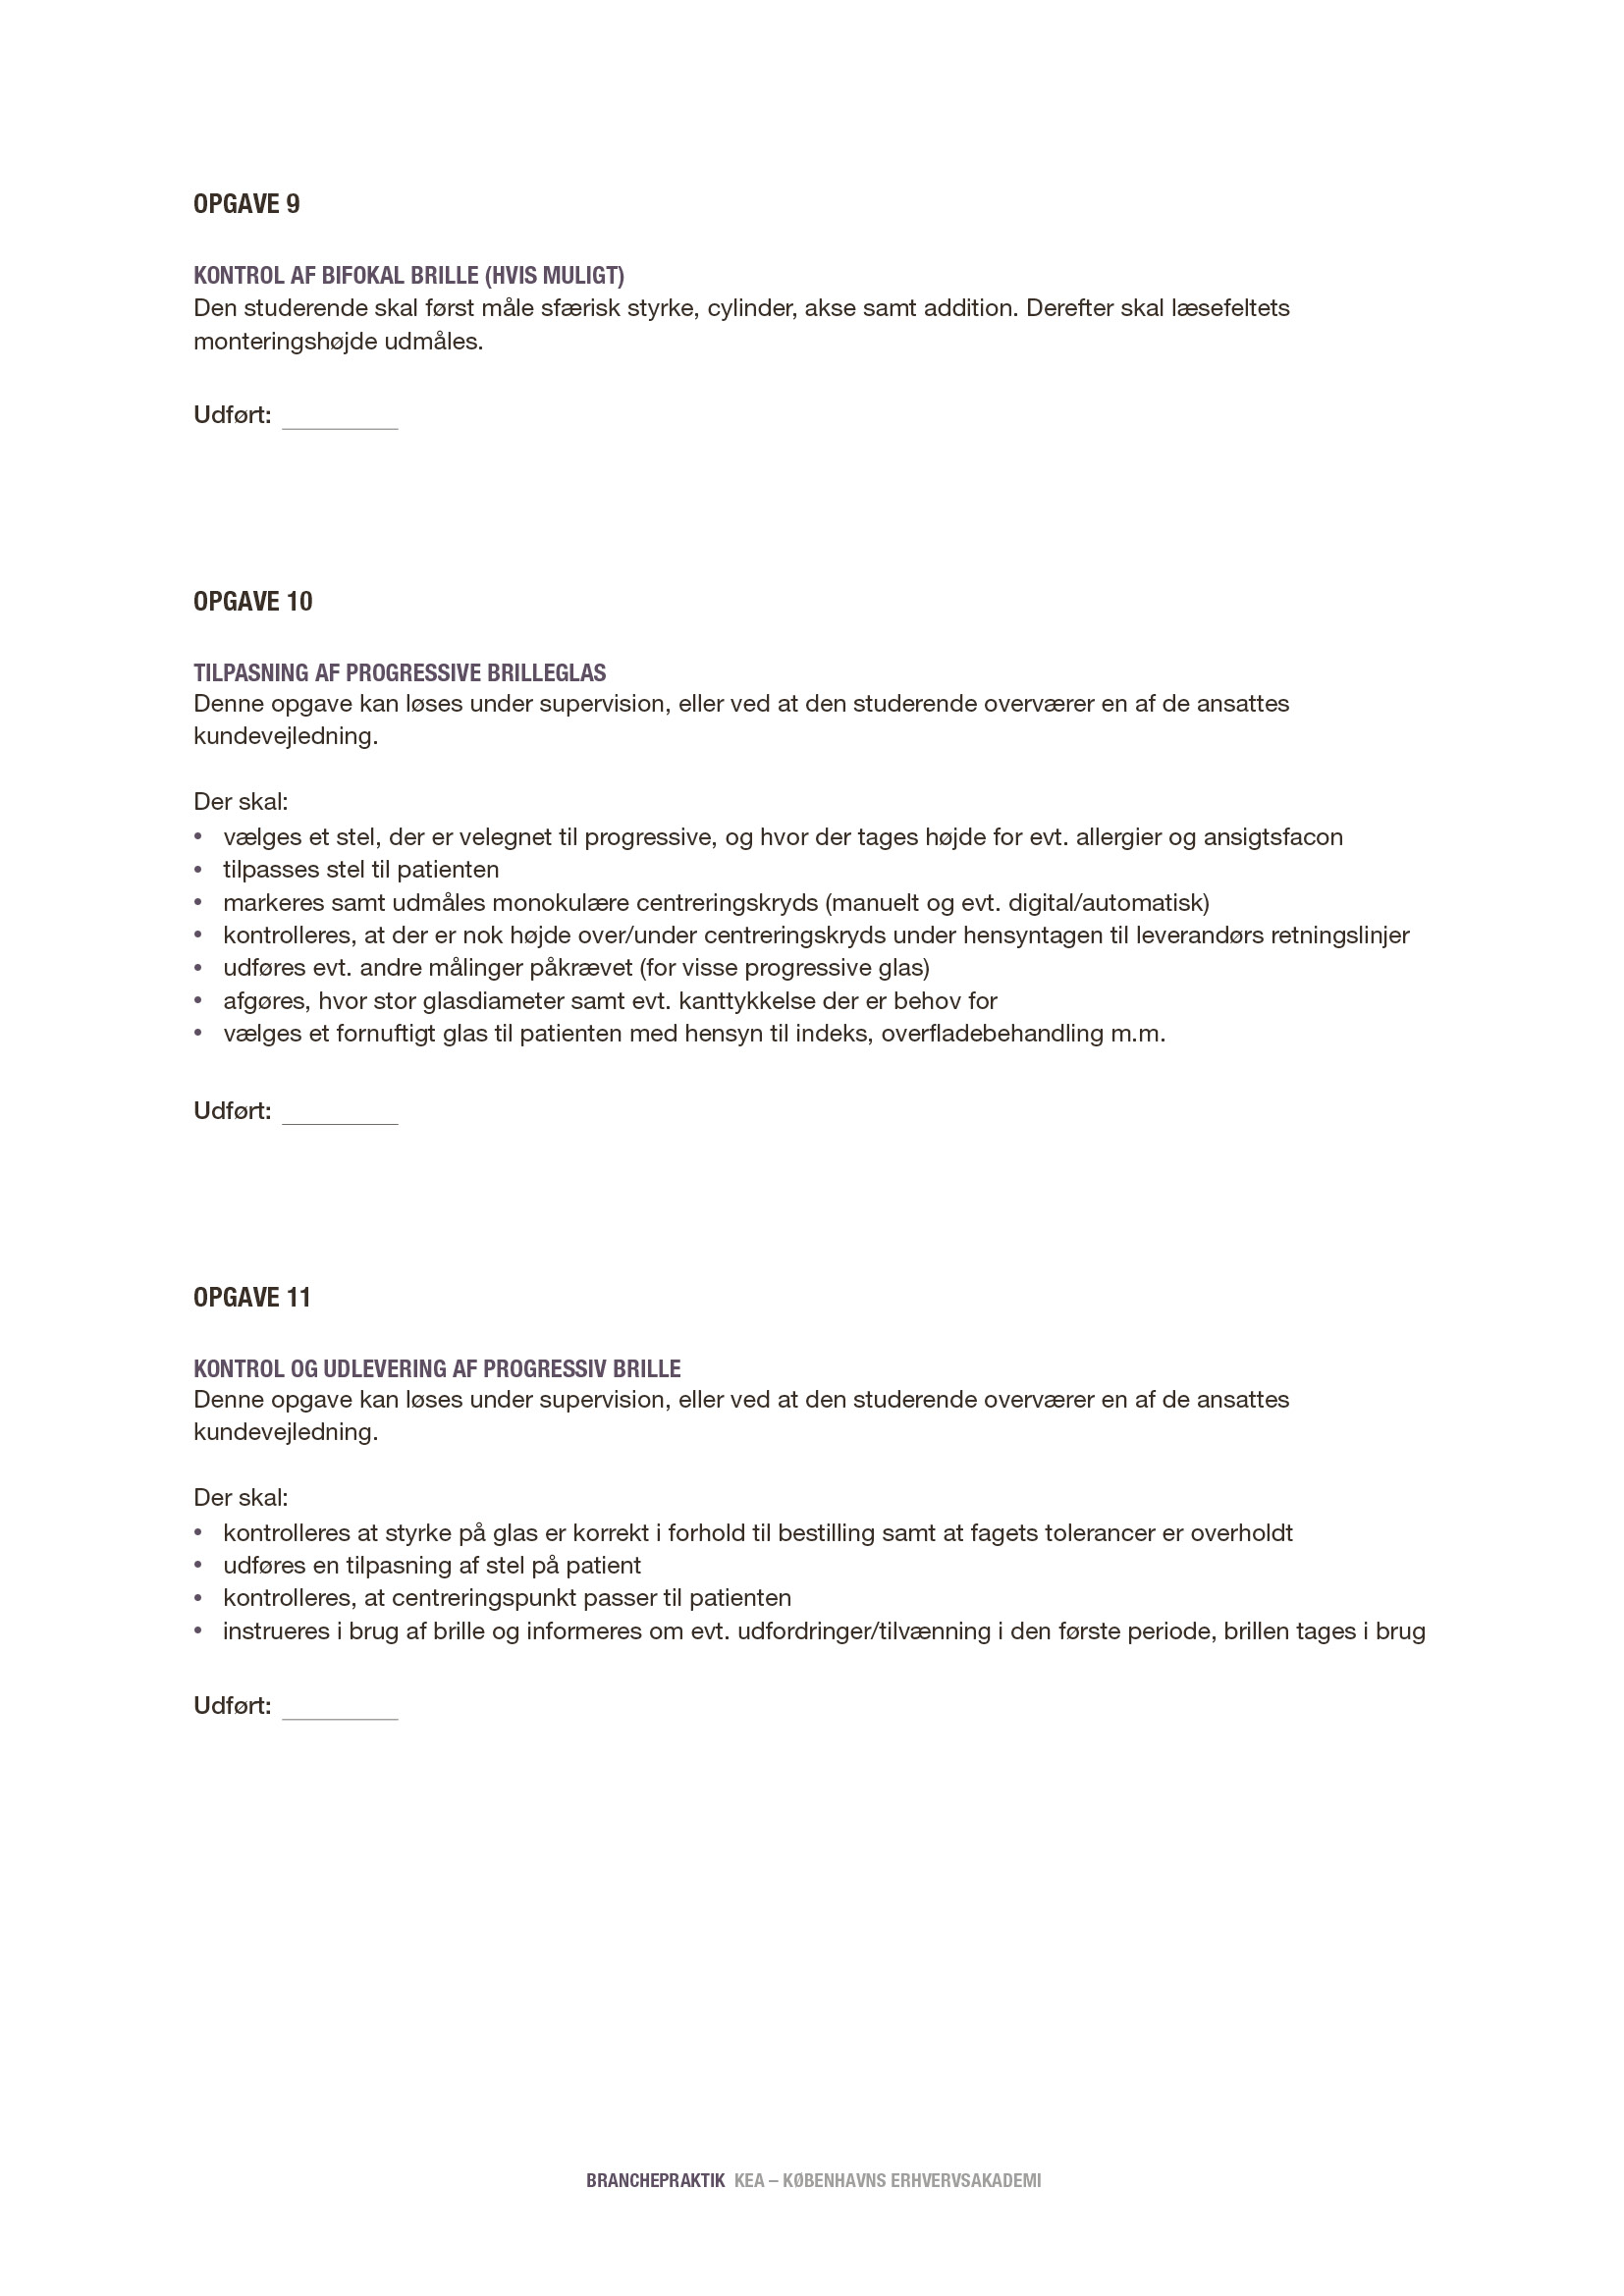 OPGAVE 9
KONTROL AF BIFOKAL BRILLE (HVIS MULIGT)
Den studerende skal først måle sfærisk styrke, cylinder, akse samt addition. Derefter skal læsefeltets
monteringshøjde udmåles.
Udført: __________
OPGAVE 10
TILPASNING AF PROGRESSIVE BRILLEGLAS
Denne opgave kan løses under supervision, eller ved at den studerende overværer en af de ansattes
kundevejledning.
Der skal:
• vælges et stel, der er velegnet til progressive, og hvor der tages højde for evt. allergier og ansigtsfacon
• tilpasses stel til patienten
• markeres samt udmåles monokulære centreringskryds (manuelt og evt. digital/automatisk)
• kontrolleres, at der er nok højde over/under centreringskryds under hensyntagen til leverandørs retningslinjer
• udføres evt. andre målinger påkrævet (for visse progressive glas)
• afgøres, hvor stor glasdiameter samt evt. kanttykkelse der er behov for
• vælges et fornuftigt glas til patienten med hensyn til indeks, overfladebehandling m.m.
Udført: __________
OPGAVE 11
KONTROL OG UDLEVERING AF PROGRESSIV BRILLE
Denne opgave kan løses under supervision, eller ved at den studerende overværer en af de ansattes
kundevejledning.
Der skal:
• kontrolleres at styrke på glas er korrekt i forhold til bestilling samt at fagets tolerancer er overholdt
• udføres en tilpasning af stel på patient
• kontrolleres, at centreringspunkt passer til patienten
• instrueres i brug af brille og informeres om evt. udfordringer/tilvænning i den første periode, brillen tages i brug
Udført: __________
BRANCHEPRAKTIK KEA – KØBENHAVNS ERHVERVSAKADEMI